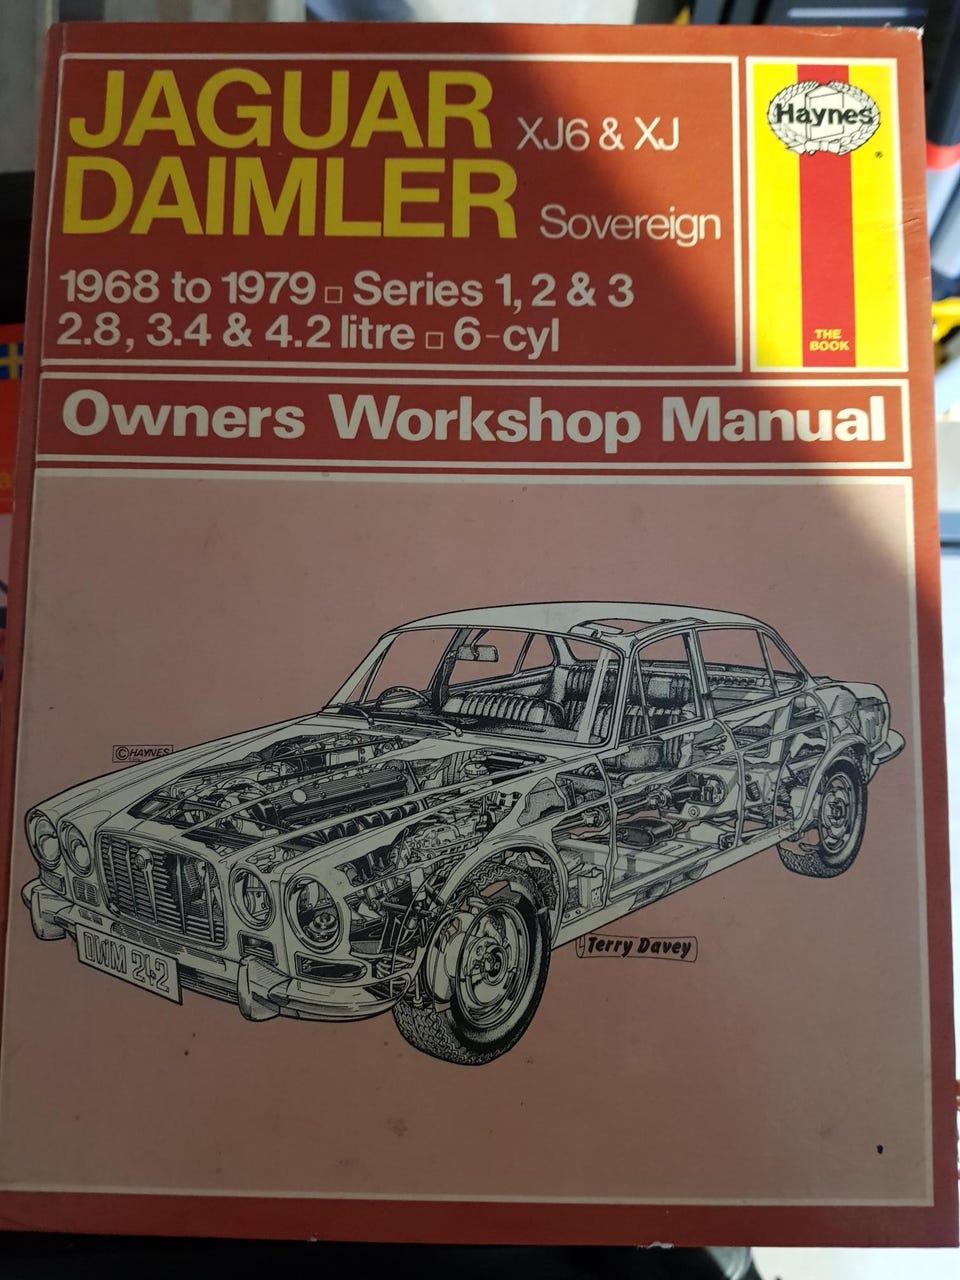 JAGUAR XJ6 & XJ
DAIMLER Sovereign
1968 to 1979 □ Series 1, 2 & 3
2.8, 3.4 & 4.2 litre □ 6-cyl
Haynes
®
THE
BOOK
Owners Workshop Manual
© HAYNES
Terry Davey
DWM 242